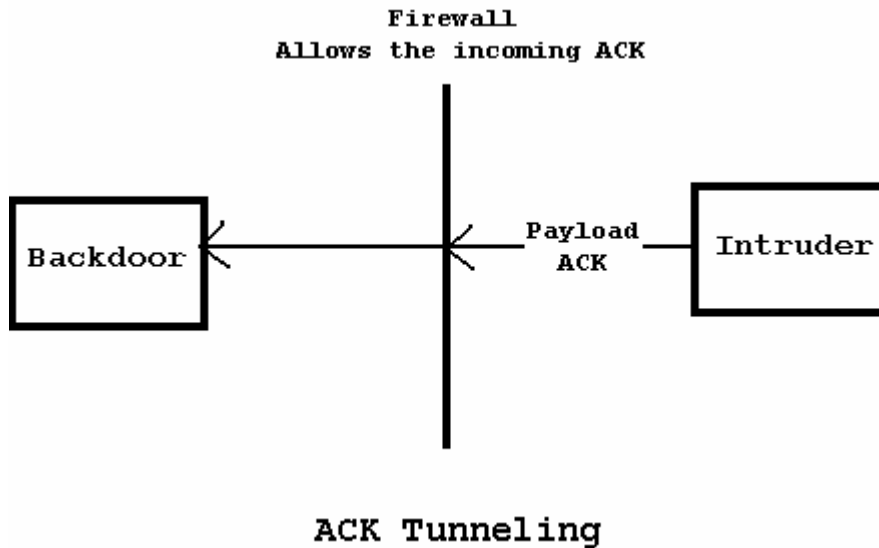 Firewall
Allows the incoming ACK
Backdoor
Payload
ACK
Intruder
ACK Tunneling